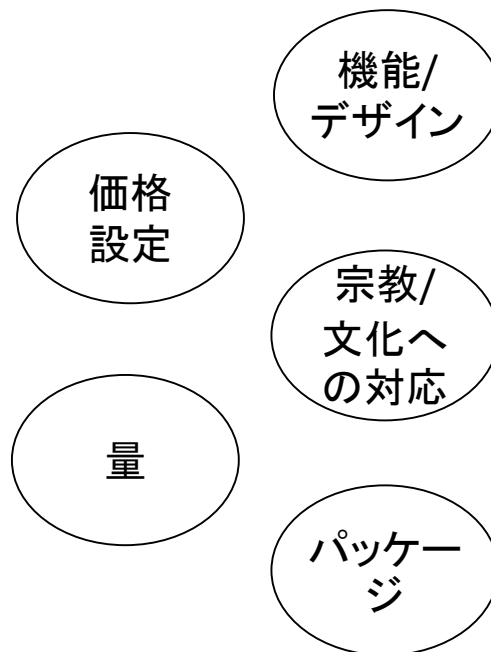 機能/
デザイン
価格
設定
宗教/
文化へ
の対応
量
パッケー
ジ